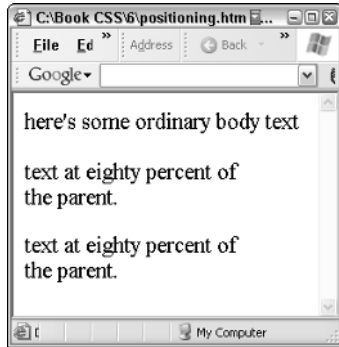 C:\Book CSS\6\positioning.htm
File Ed »
Address Back »
Google
here's some ordinary body text
text at eighty percent of
the parent.
text at eighty percent of
the parent.
My Computer